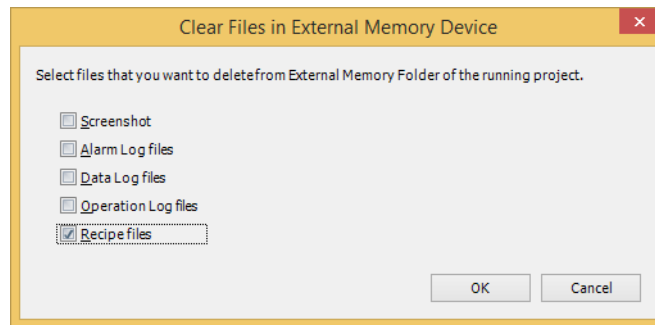 Clear Files in External Memory Device
Select files that you want to deletefrom External Memory Folder of the running project.
Screenshot
Alarm Log files
Data Log files
Operation Log files
Recipe files
OK Cancel